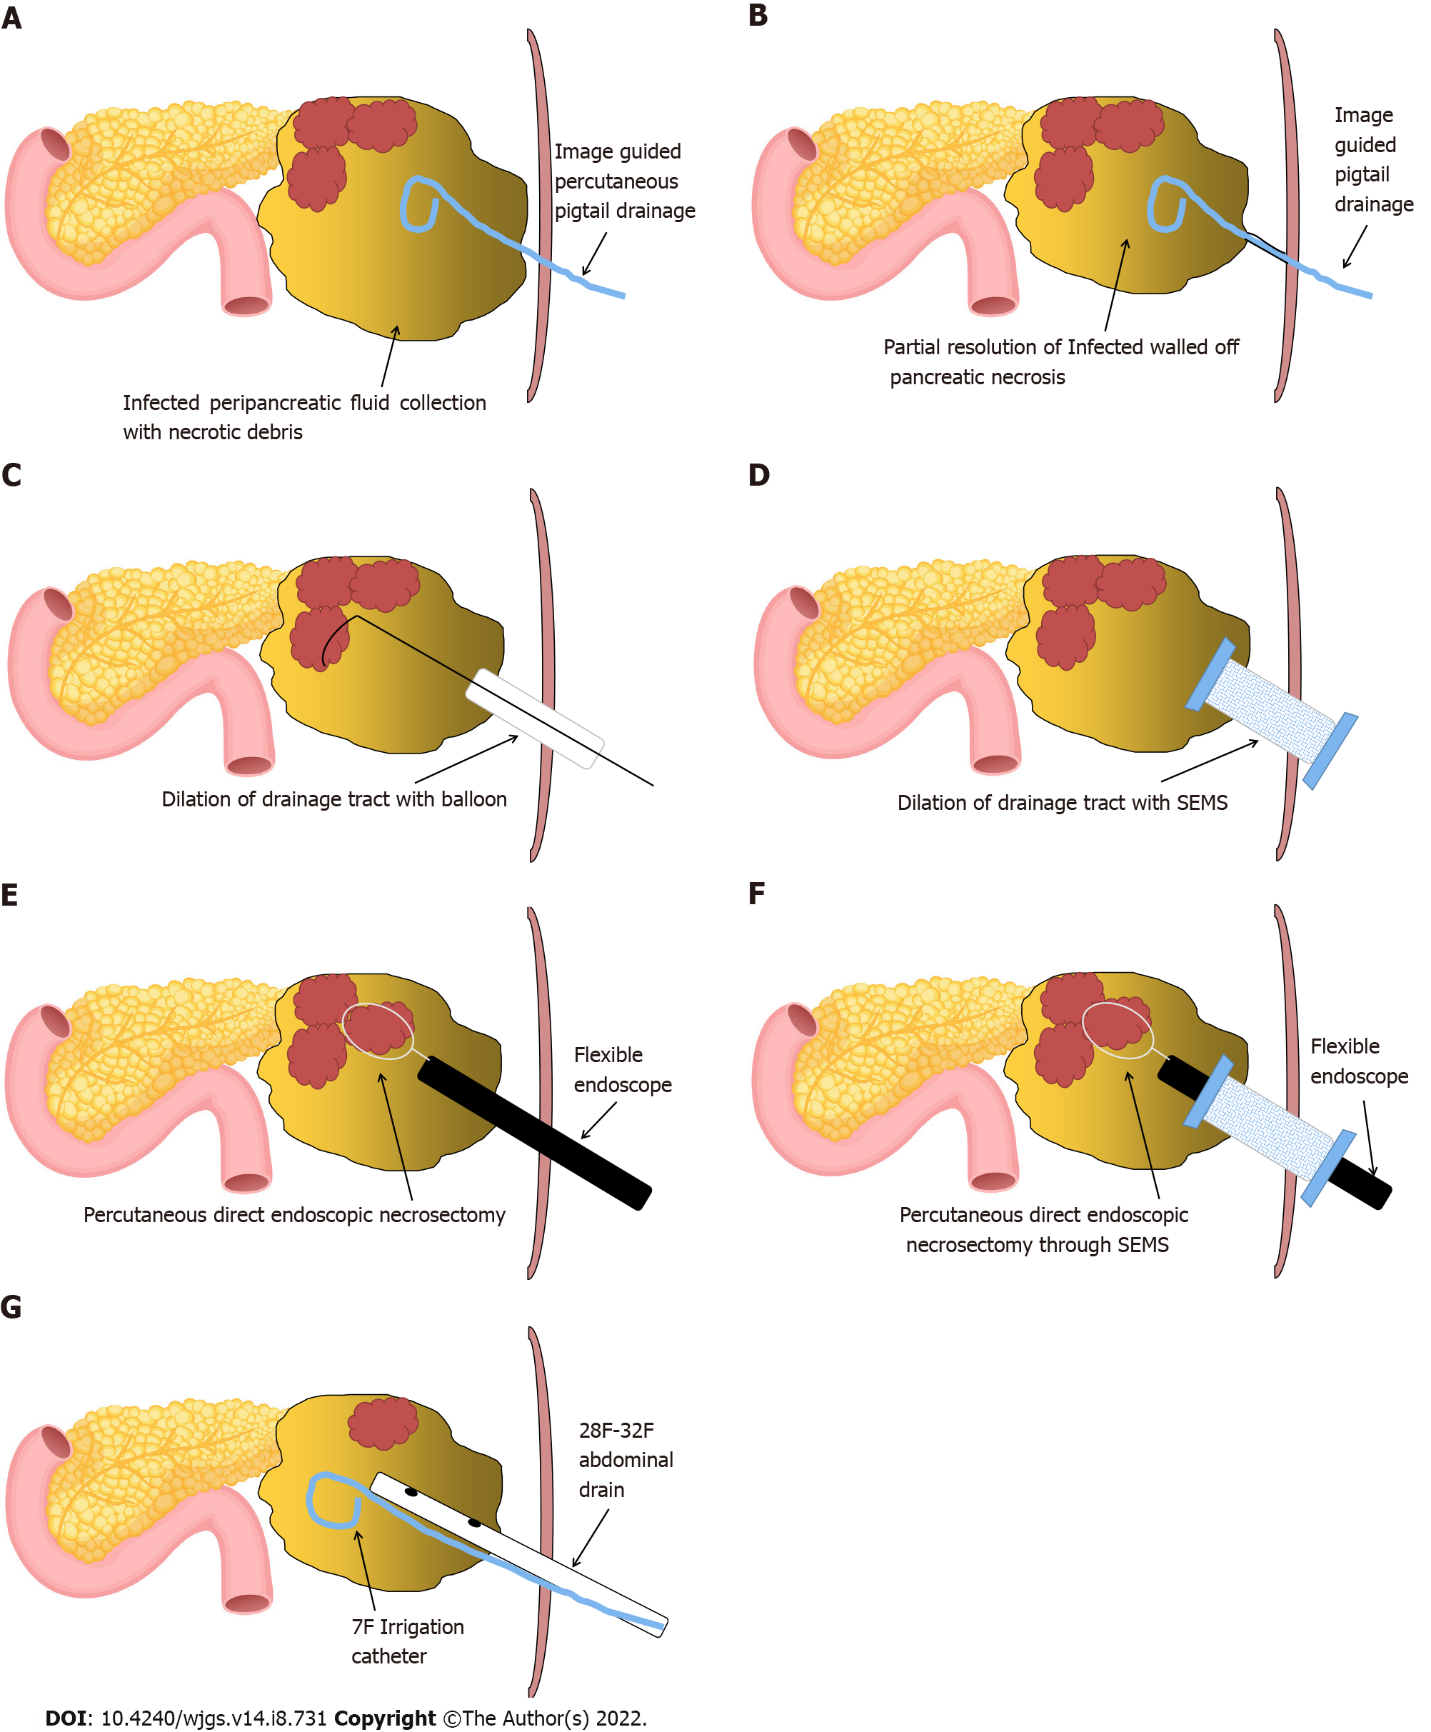 A
Image guided
percutaneous
pigtail drainage
Infected peripancreatic fluid collection
with necrotic debris
B
Image
guided
pigtail
drainage
Partial resolution of Infected walled off
pancreatic necrosis
C
Dilation of drainage tract with balloon
D
Dilation of drainage tract with SEMS
E
Flexible
endoscope
Percutaneous direct endoscopic necrosectomy
F
Flexible
endoscope
Percutaneous direct endoscopic
necrosectomy through SEMS
G
28F-32F
abdominal
drain
7F Irrigation
catheter
DOI: 10.4240/wjgs.v14.i8.731 Copyright ©The Author(s) 2022.